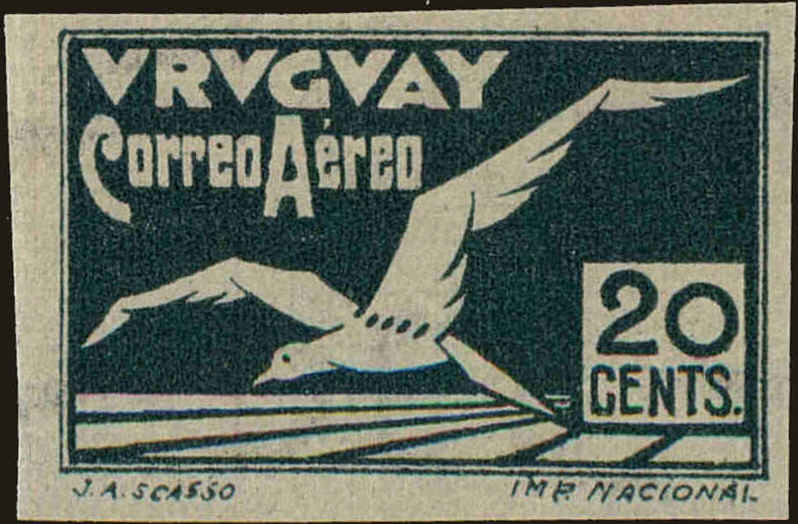 VRVGVAY
Correo Aéreo
20
CENTS.
J.A. SCASSO
IMP. NACIONAL